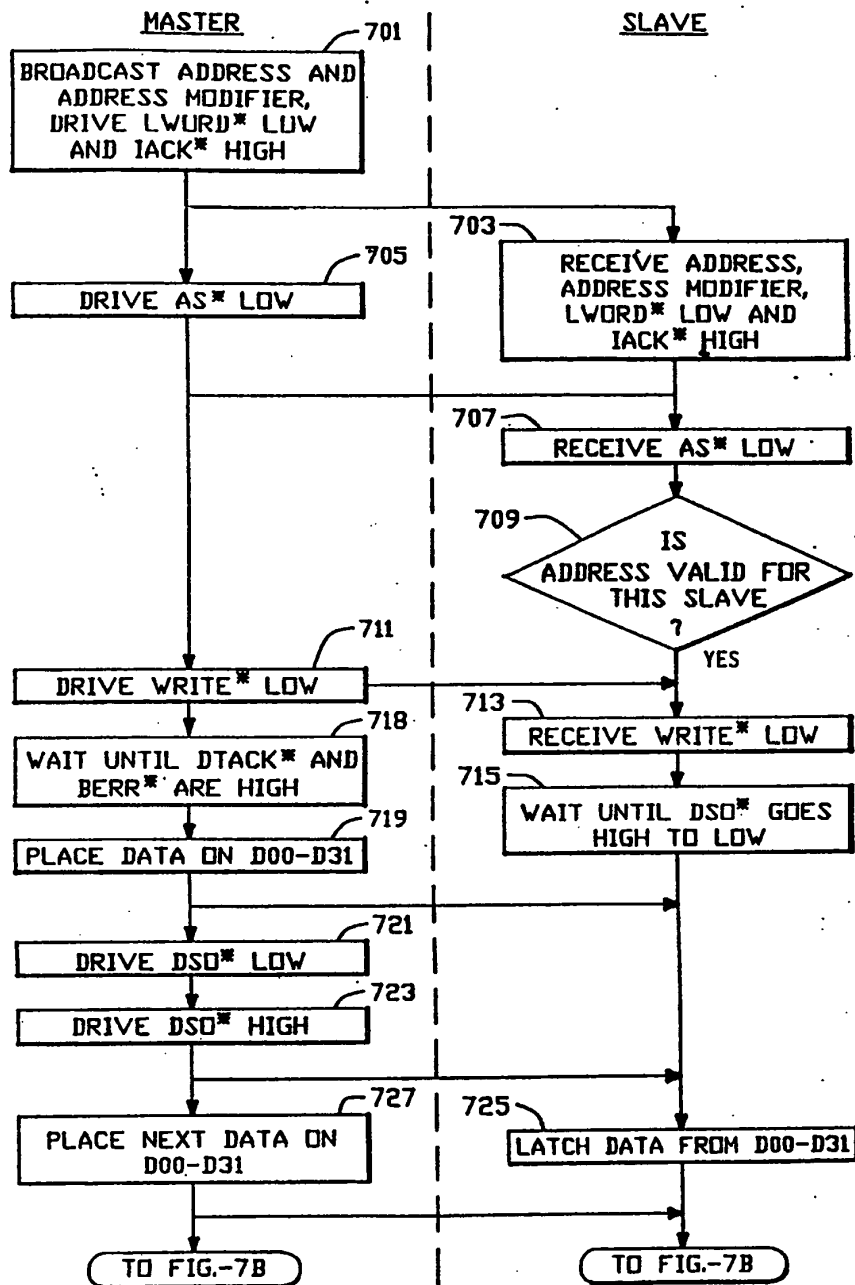 MASTER
SLAVE
701
BROADCAST ADDRESS AND
ADDRESS MODIFIER,
DRIVE LWURD* LOW
AND IACK* HIGH
703
RECEIVE ADDRESS,
ADDRESS MODIFIER,
LWORD* LOW AND
IACK* HIGH
705
DRIVE AS* LOW
707
RECEIVE AS* LOW
709
IS
ADDRESS VALID FOR
THIS SLAVE
?
YES
711
DRIVE WRITE* LOW
713
RECEIVE WRITE* LOW
718
WAIT UNTIL DTACK* AND
BERR* ARE HIGH
715
WAIT UNTIL DSO* GOES
HIGH TO LOW
719
PLACE DATA ON D00-D31
721
DRIVE DSO* LOW
723
DRIVE DSO* HIGH
727
PLACE NEXT DATA ON
D00-D31
725
LATCH DATA FROM D00-D31
TO FIG.-7B
TO FIG.-7B